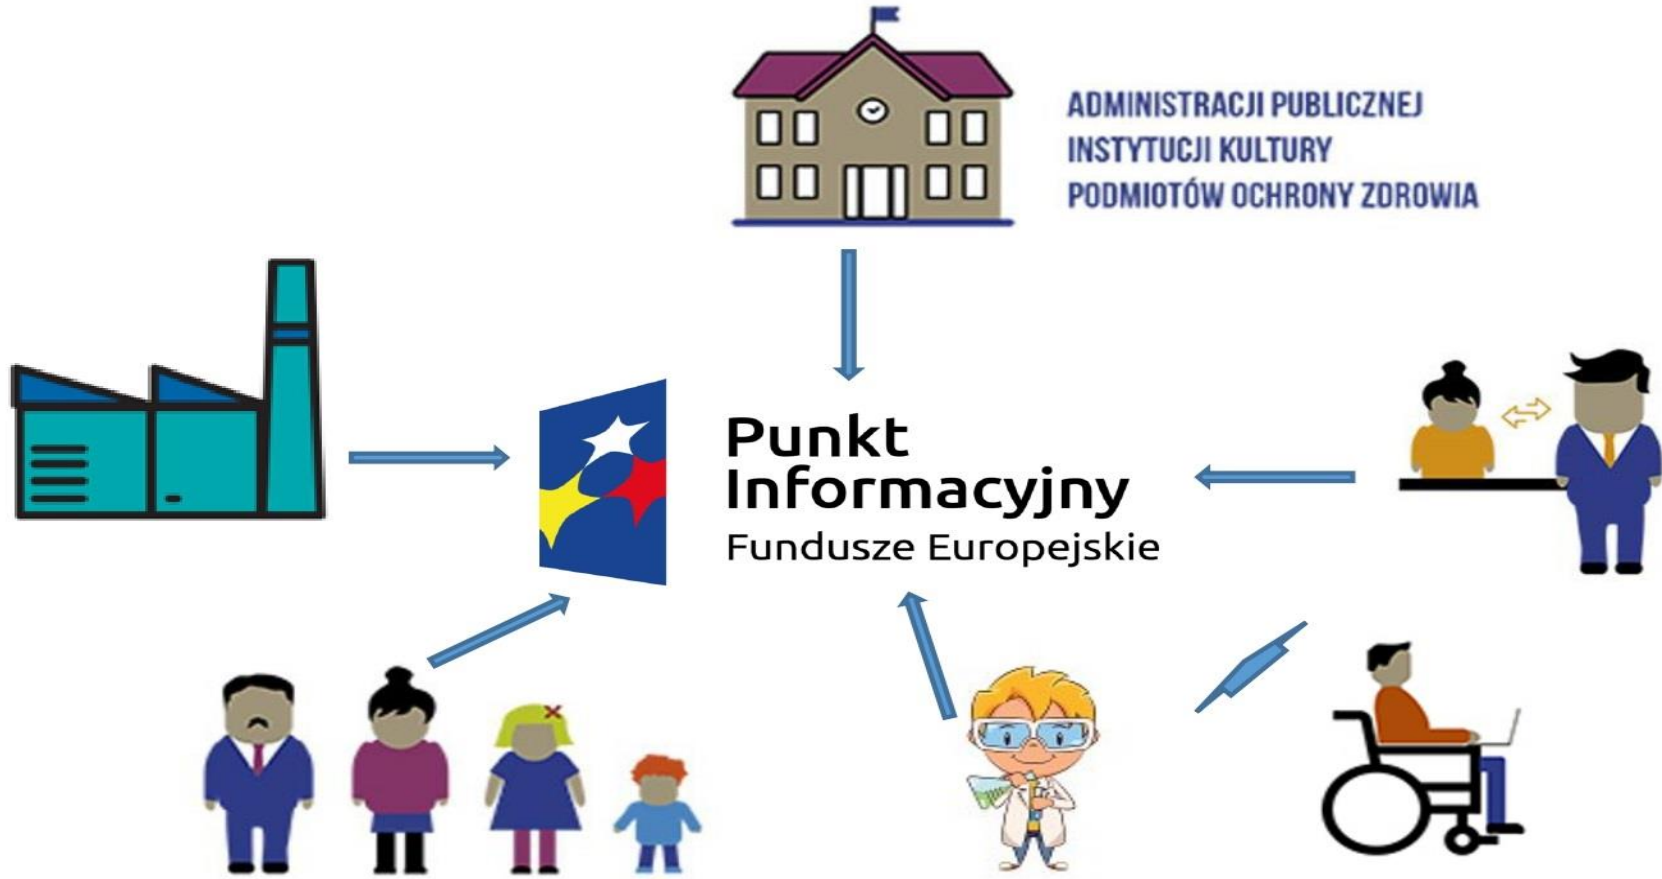 ADMINISTRACJI PUBLICZNEJ
INSTYTUCJI KULTURY
PODMIOTÓW OCHRONY ZDROWIA
Punkt
Informacyjny
Fundusze Europejskie